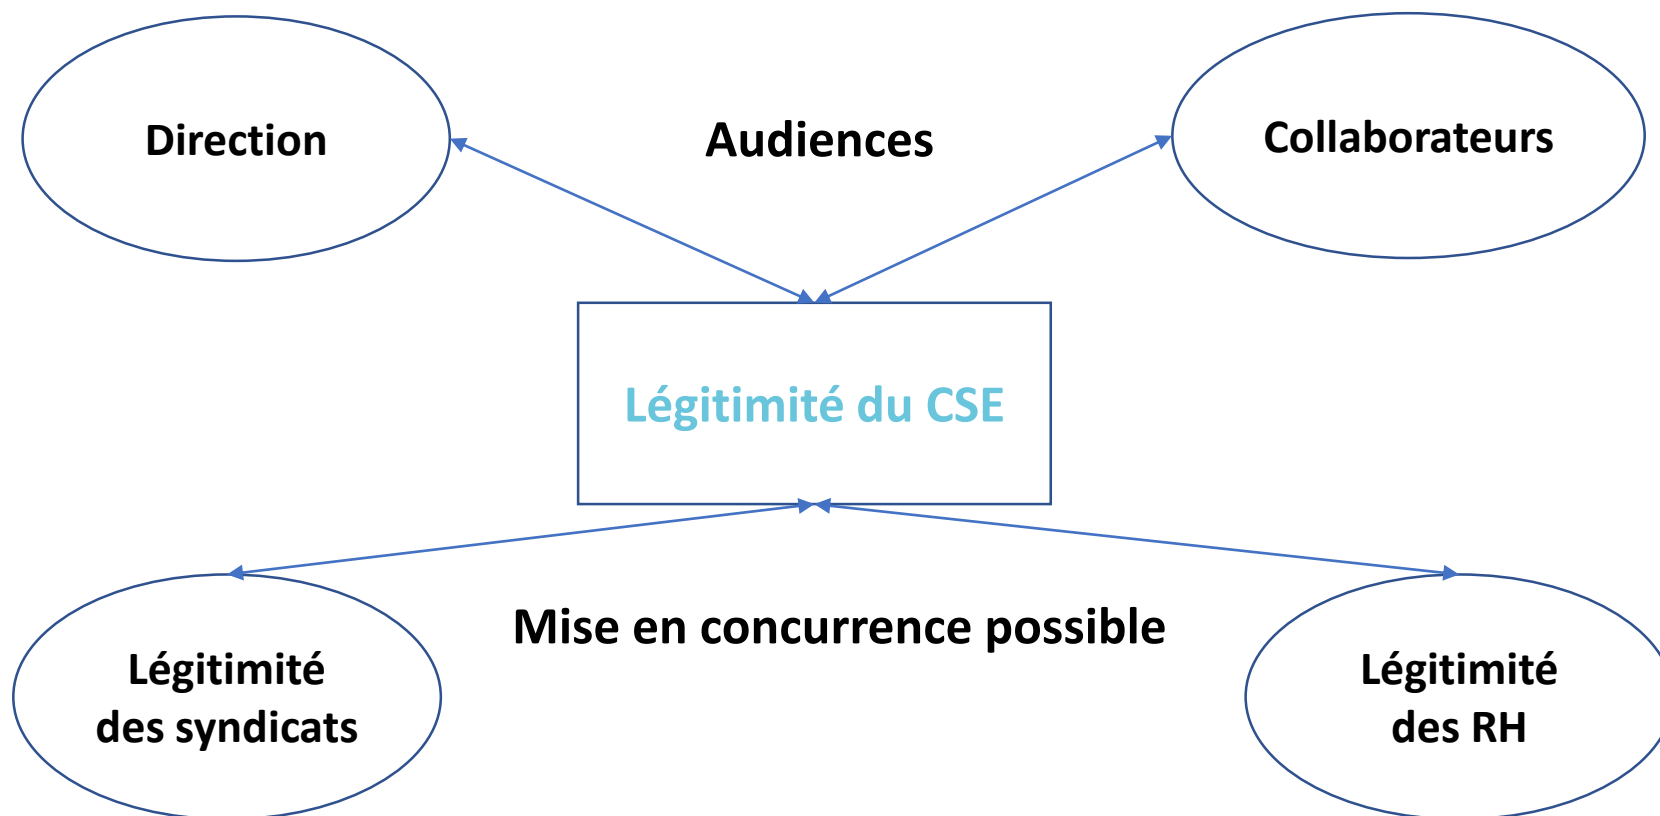 Direction
Audiences
Collaborateurs
Légitimité du CSE
Mise en concurrence possible
Légitimité
des syndicats
Légitimité
des RH